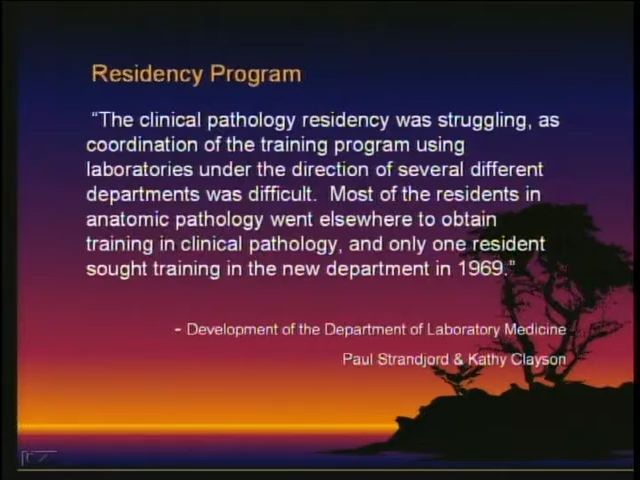 Residency Program
“The clinical pathology residency was struggling, as
coordination of the training program using
laboratories under the direction of several different
departments was difficult.  Most of the residents in
anatomic pathology went elsewhere to obtain
training in clinical pathology, and only one resident
sought training in the new department in 1969.”
- Development of the Department of Laboratory Medicine
Paul Strandjord & Kathy Clayson